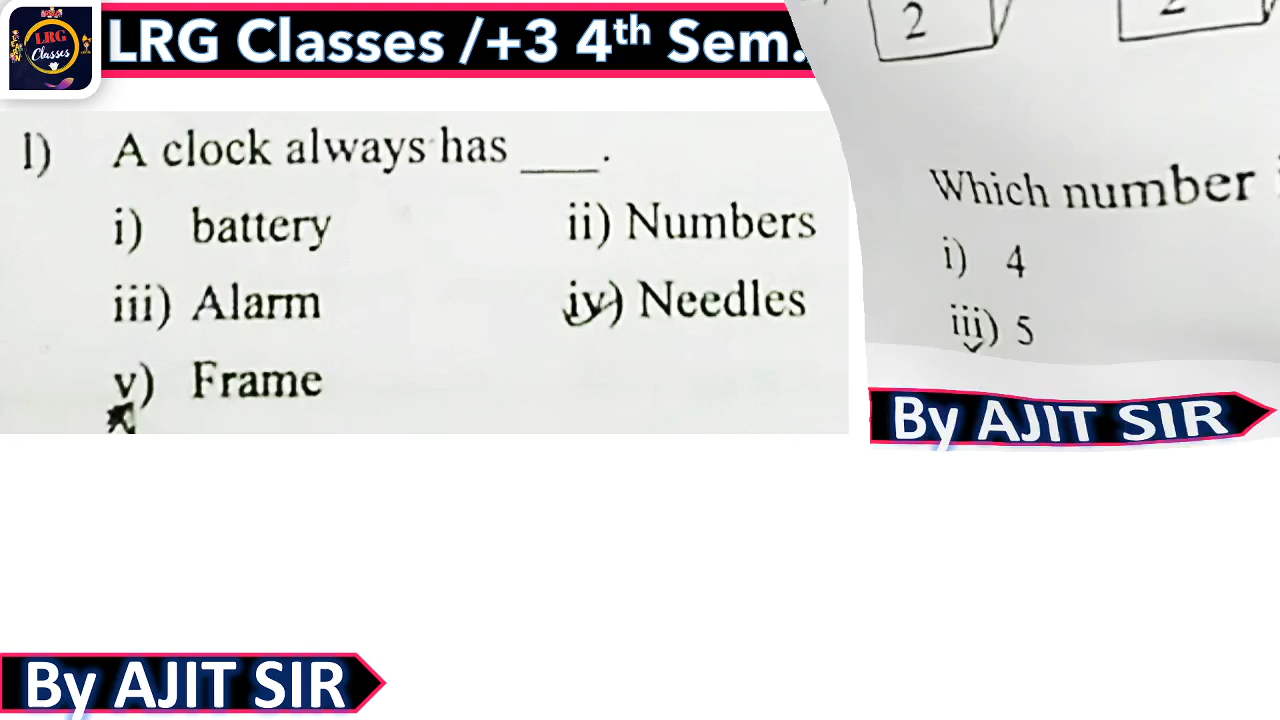 LRG
Classes
LRG Classes /+3 4th Sem.
l) A clock always has ___.
i) battery ii) Numbers
iii) Alarm iv) Needles
v) Frame
2
Which number
i) 4
iii) 5
By AJIT SIR
By AJIT SIR